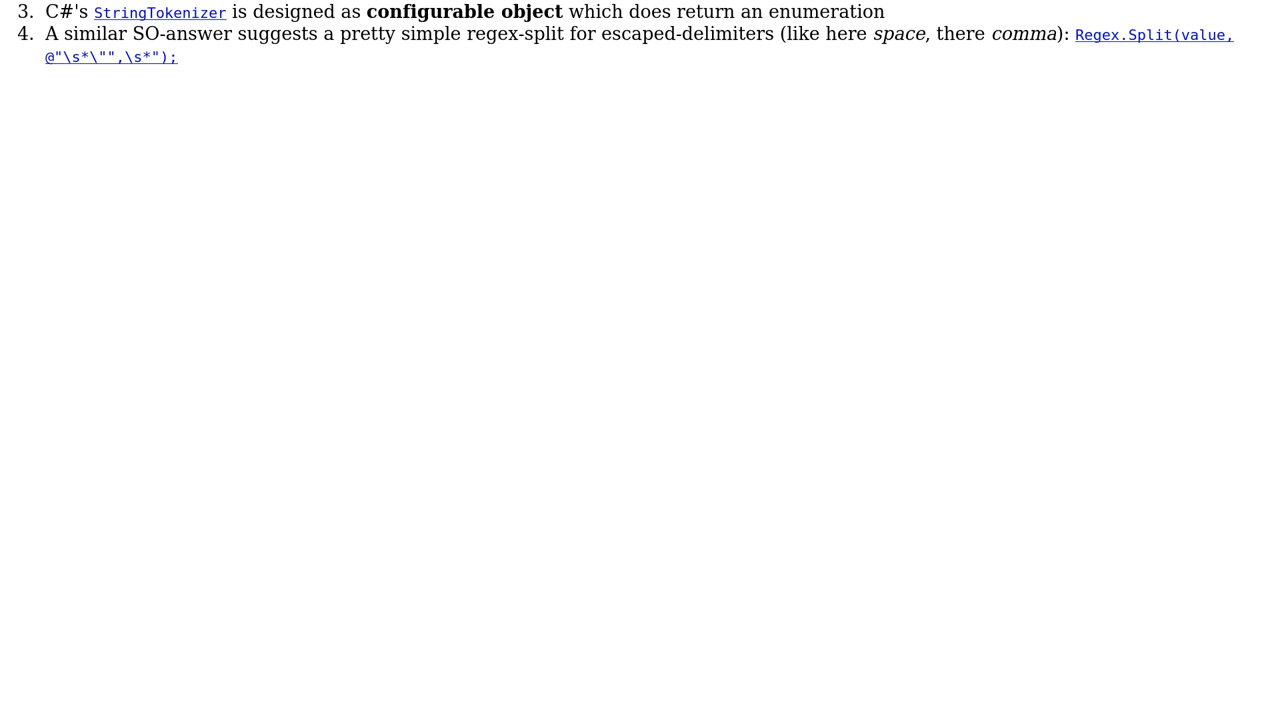 3. C#'s StringTokenizer is designed as configurable object which does return an enumeration
4. A similar SO-answer suggests a pretty simple regex-split for escaped-delimiters (like here space, there comma): Regex.Split(value,
@"\s*\"",\s*");